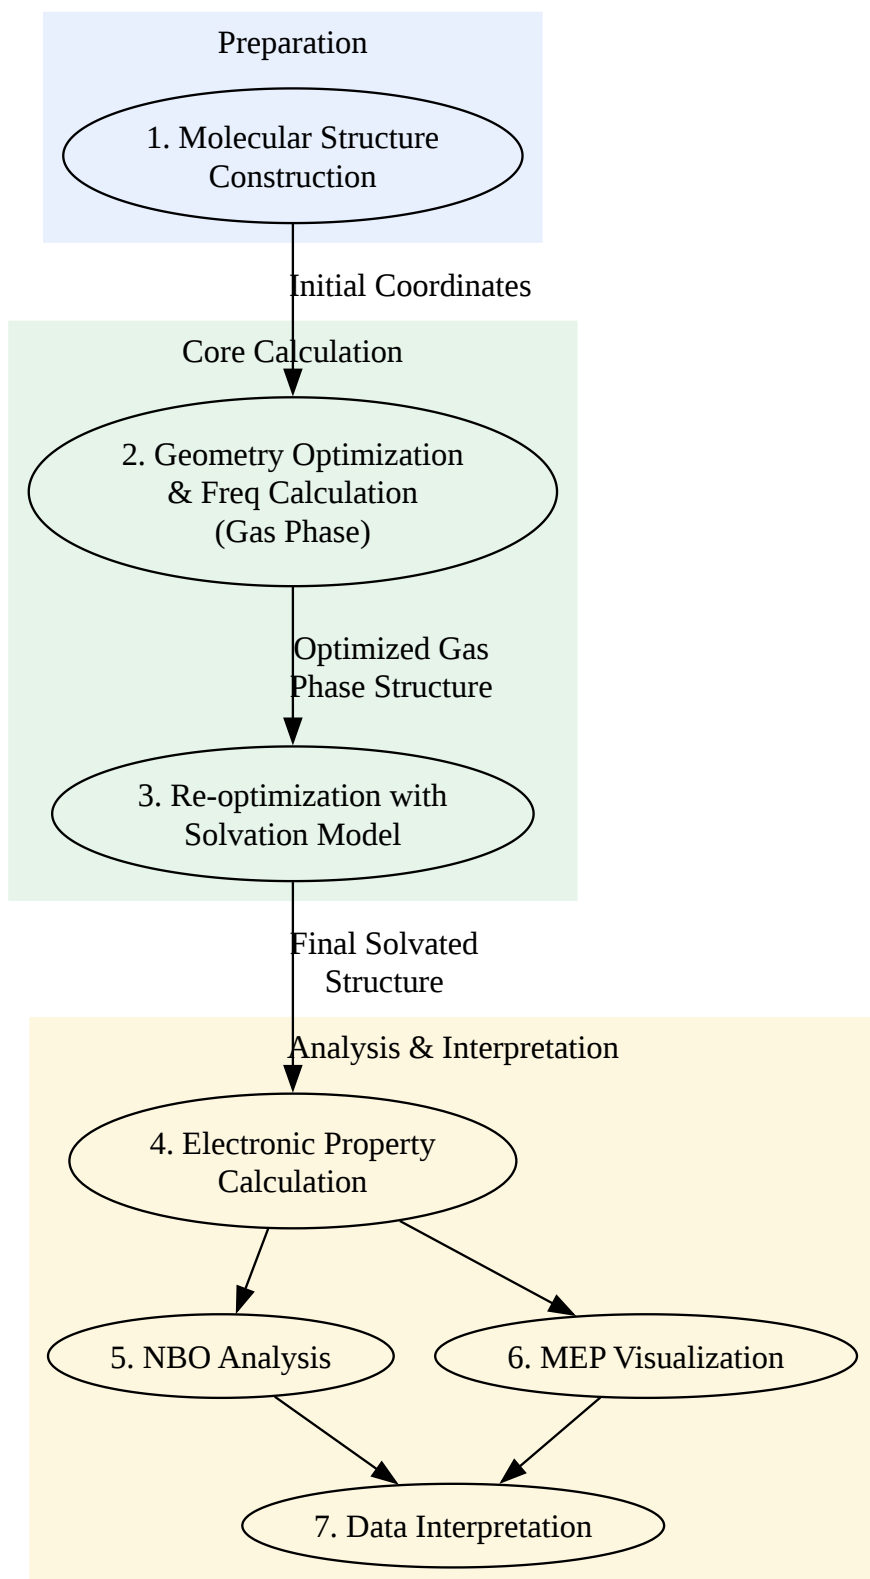 Preparation
1. Molecular Structure
Construction
Initial Coordinates
Core Calculation
2. Geometry Optimization
& Freq Calculation
(Gas Phase)
Optimized Gas
Phase Structure
3. Re-optimization with
Solvation Model
Final Solvated
Structure
Analysis & Interpretation
4. Electronic Property
Calculation
5. NBO Analysis
6. MEP Visualization
7. Data Interpretation